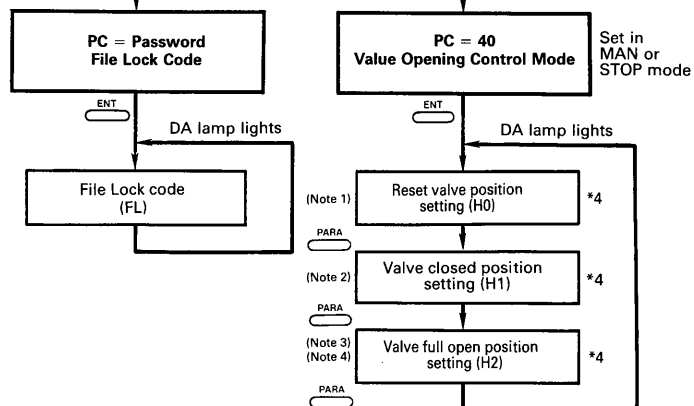 PC = Password
File Lock Code
ENT
DA lamp lights
File Lock code
(FL)
PC = 40
Value Opening Control Mode
Set in
MAN or
STOP mode
ENT
DA lamp lights
(Note 1)
Reset valve position
setting (H0)
*4
PARA
(Note 2)
Valve closed position
setting (H1)
*4
PARA
(Note 3)
(Note 4)
Valve full open position
setting (H2)
*4
PARA